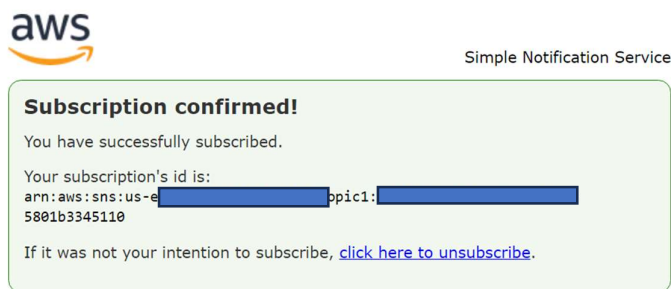 aws
Simple Notification Service
Subscription confirmed!
You have successfully subscribed.
Your subscription's id is:
arn:aws:sns:us-e opic1:
5801b3345110
If it was not your intention to subscribe, click here to unsubscribe.